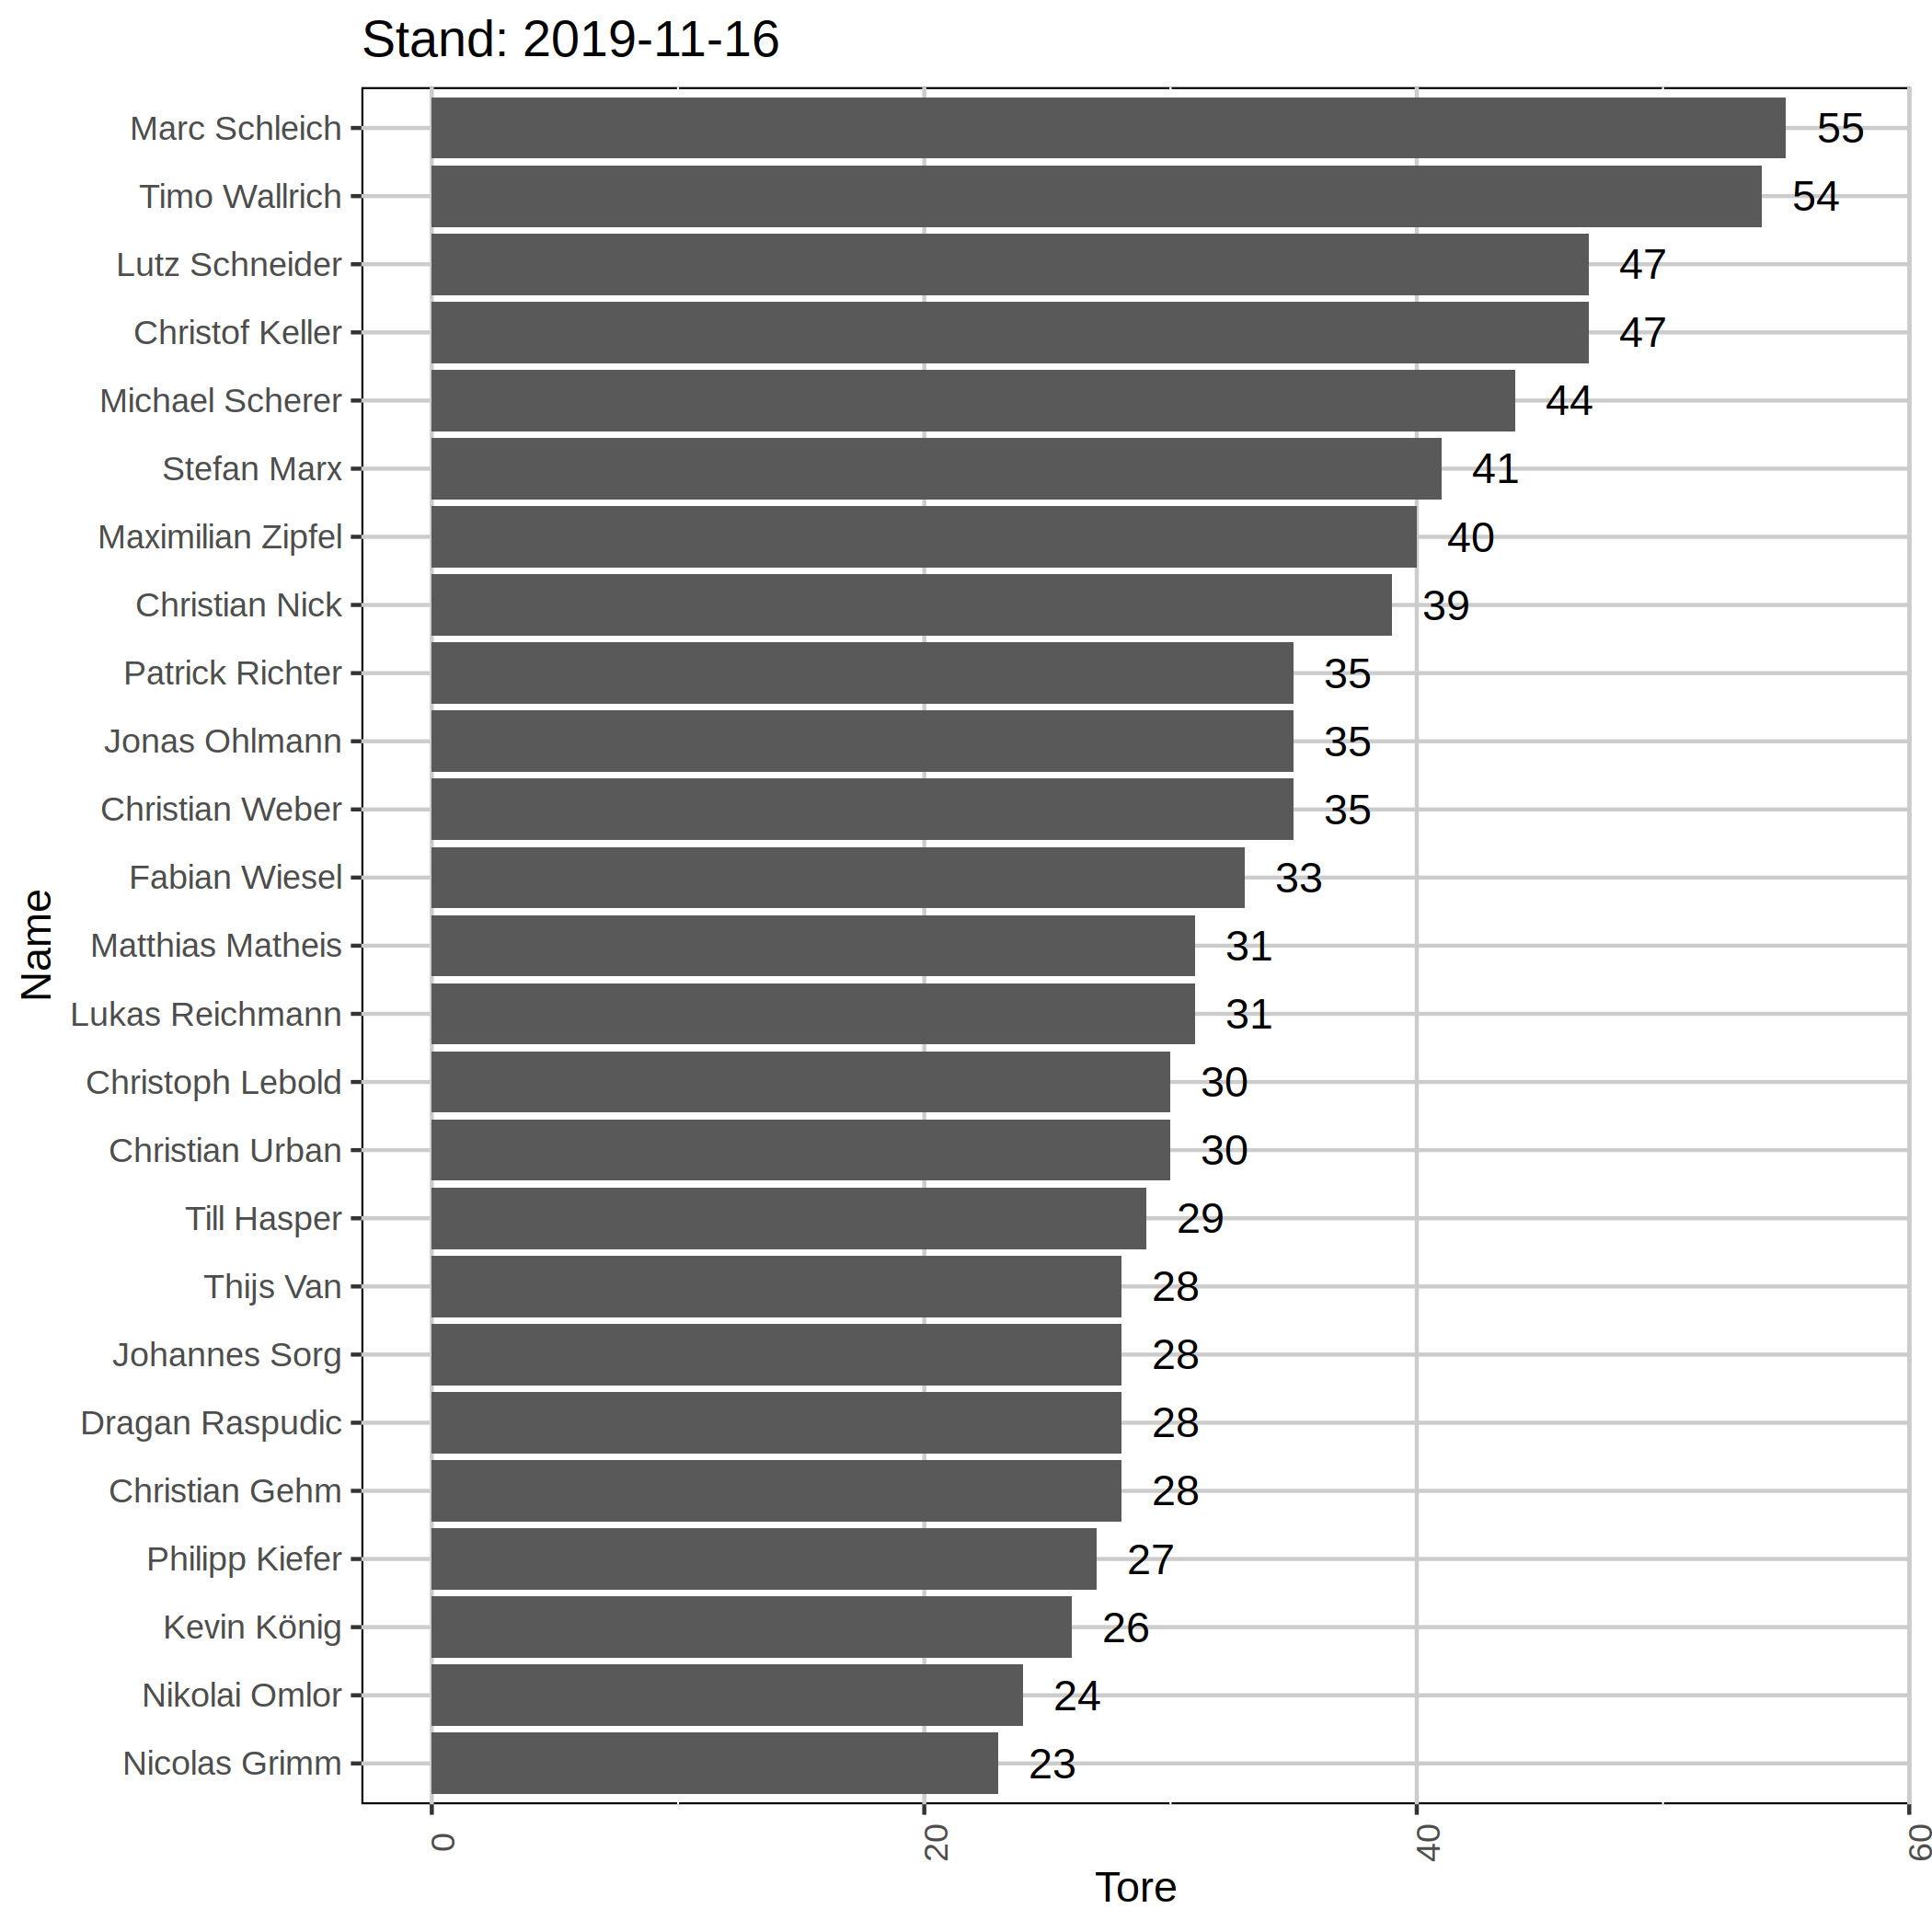 Stand: 2019-11-16
Marc Schleich 55
Timo Wallrich 54
Lutz Schneider 47
Christof Keller 47
Michael Scherer 44
Stefan Marx 41
Maximilian Zipfel 40
Christian Nick 39
Patrick Richter 35
Jonas Ohlmann 35
Christian Weber 35
Fabian Wiesel 33
Matthias Matheis 31
Lukas Reichmann 31
Christoph Lebold 30
Christian Urban 30
Till Hasper 29
Thijs Van 28
Johannes Sorg 28
Dragan Raspudic 28
Christian Gehm 28
Philipp Kiefer 27
Kevin König 26
Nikolai Omlor 24
Nicolas Grimm 23
Name
0 20 40 60
Tore